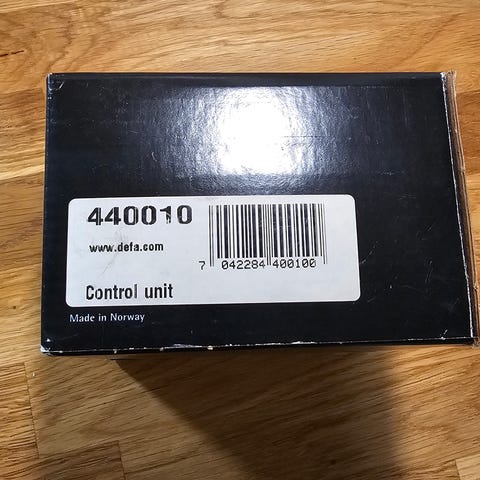 440010
www.defa.com
7 042284 400100
Control unit
Made in Norway